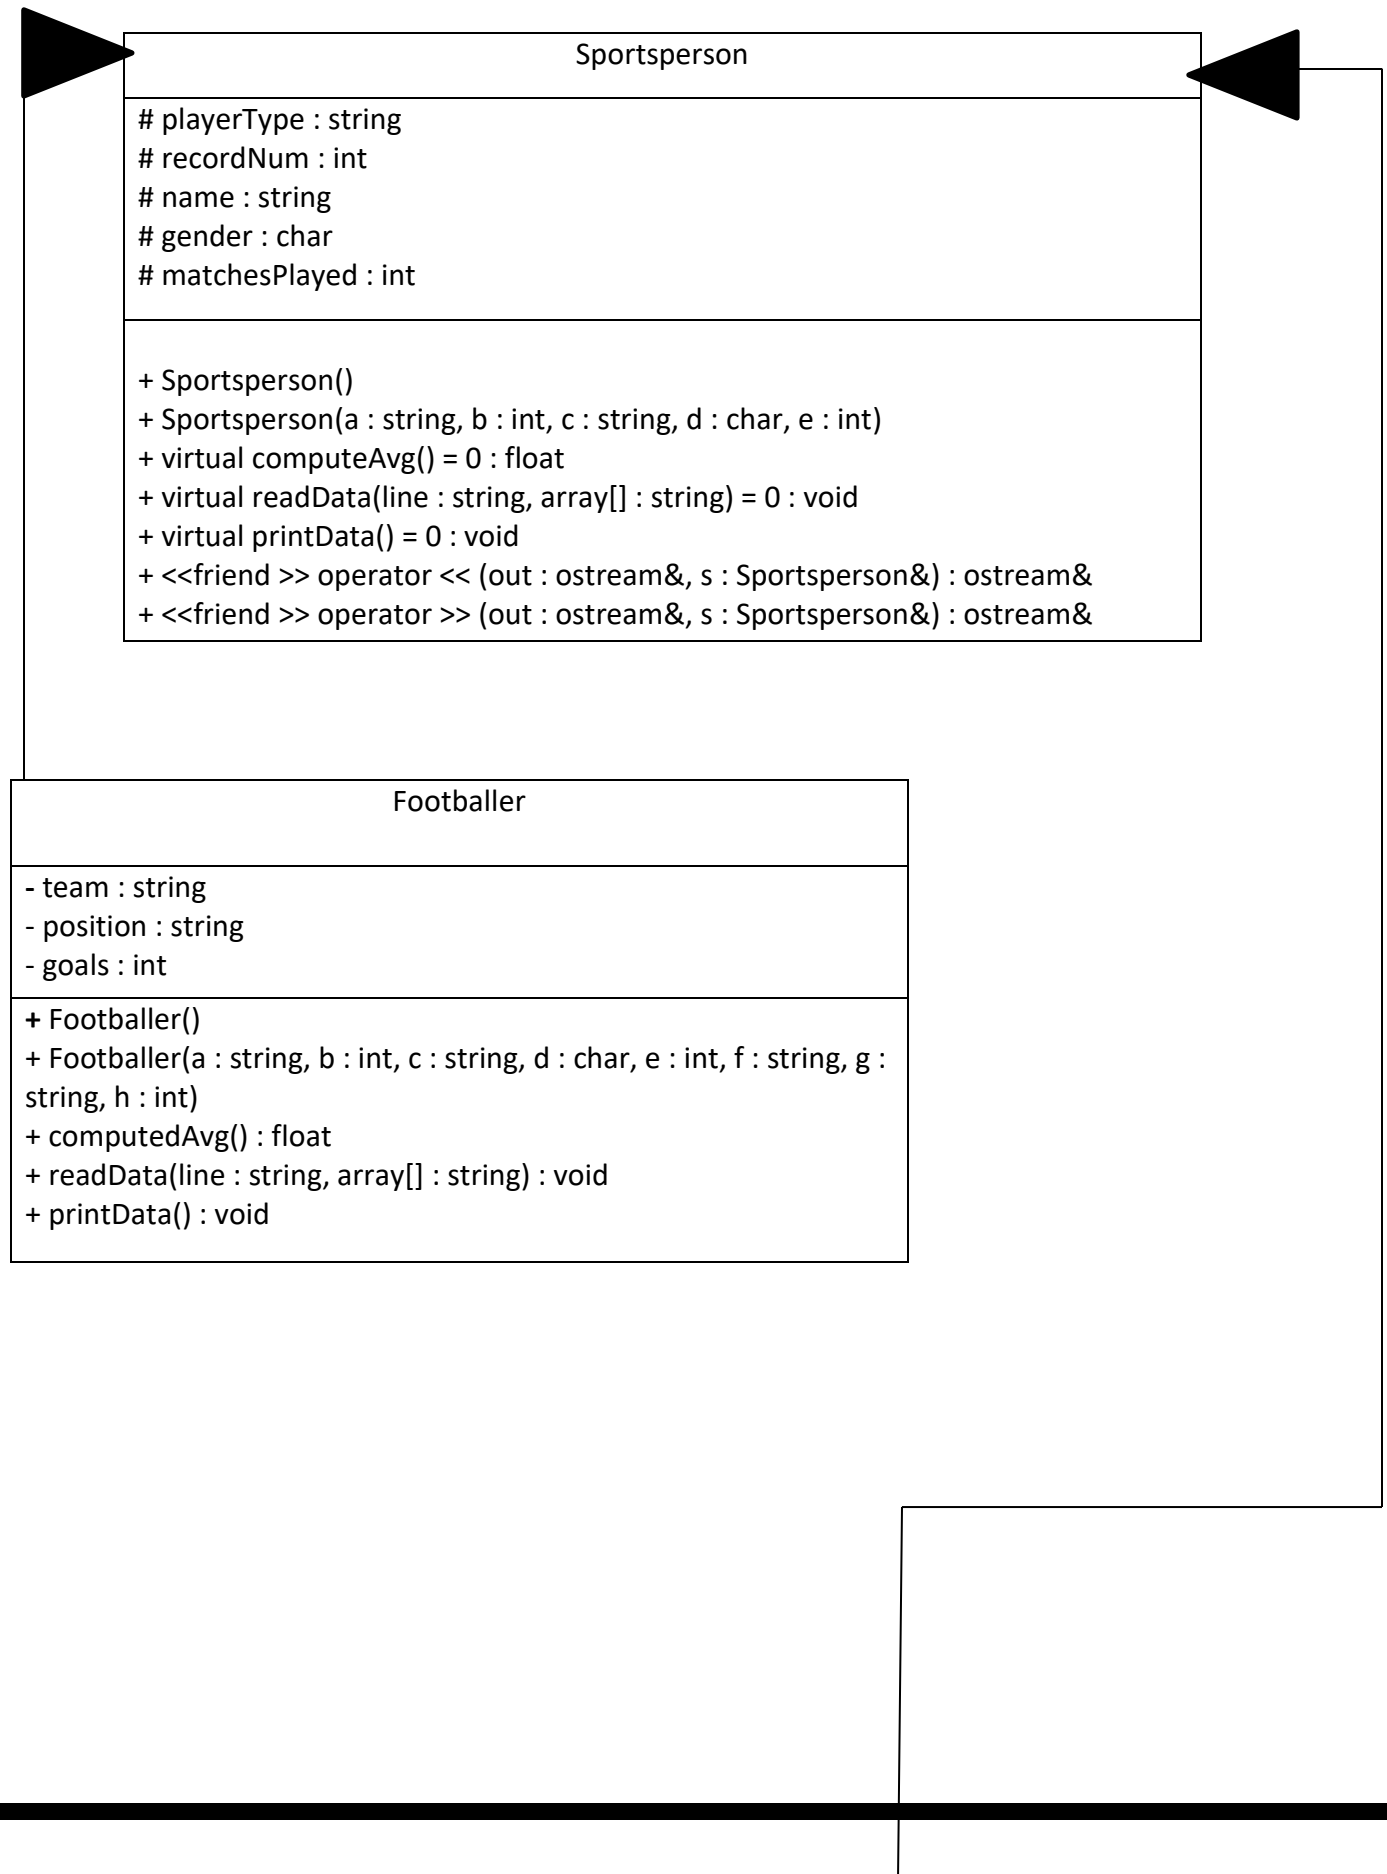 Sportsperson
# playerType : string
# recordNum : int
# name : string
# gender : char
# matchesPlayed : int
+ Sportsperson()
+ Sportsperson(a : string, b : int, c : string, d : char, e : int)
+ virtual computeAvg() = 0 : float
+ virtual readData(line : string, array[] : string) = 0 : void
+ virtual printData() = 0 : void
+ <<friend >> operator << (out : ostream&, s : Sportsperson&) : ostream&
+ <<friend >> operator >> (out : ostream&, s : Sportsperson&) : ostream&
Footballer
- team : string
- position : string
- goals : int
+ Footballer()
+ Footballer(a : string, b : int, c : string, d : char, e : int, f : string, g :
string, h : int)
+ computedAvg() : float
+ readData(line : string, array[] : string) : void
+ printData() : void